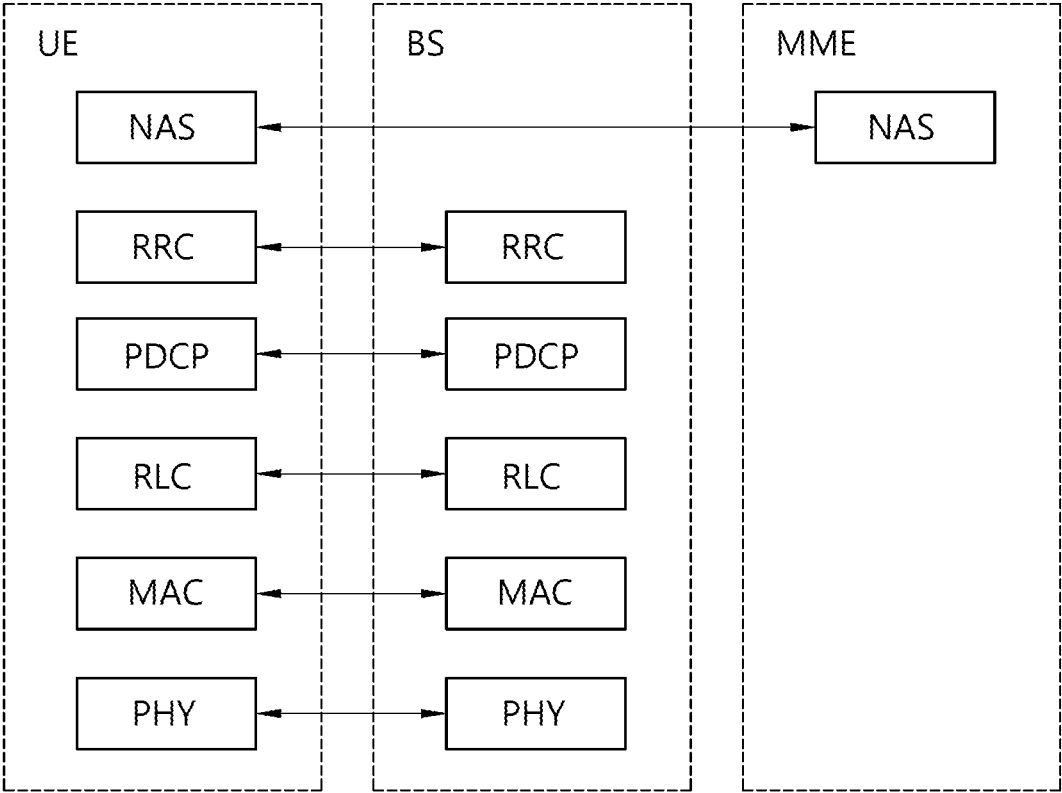 UE
BS
MME
NAS
NAS
RRC
RRC
PDCP
PDCP
RLC
RLC
MAC
MAC
PHY
PHY